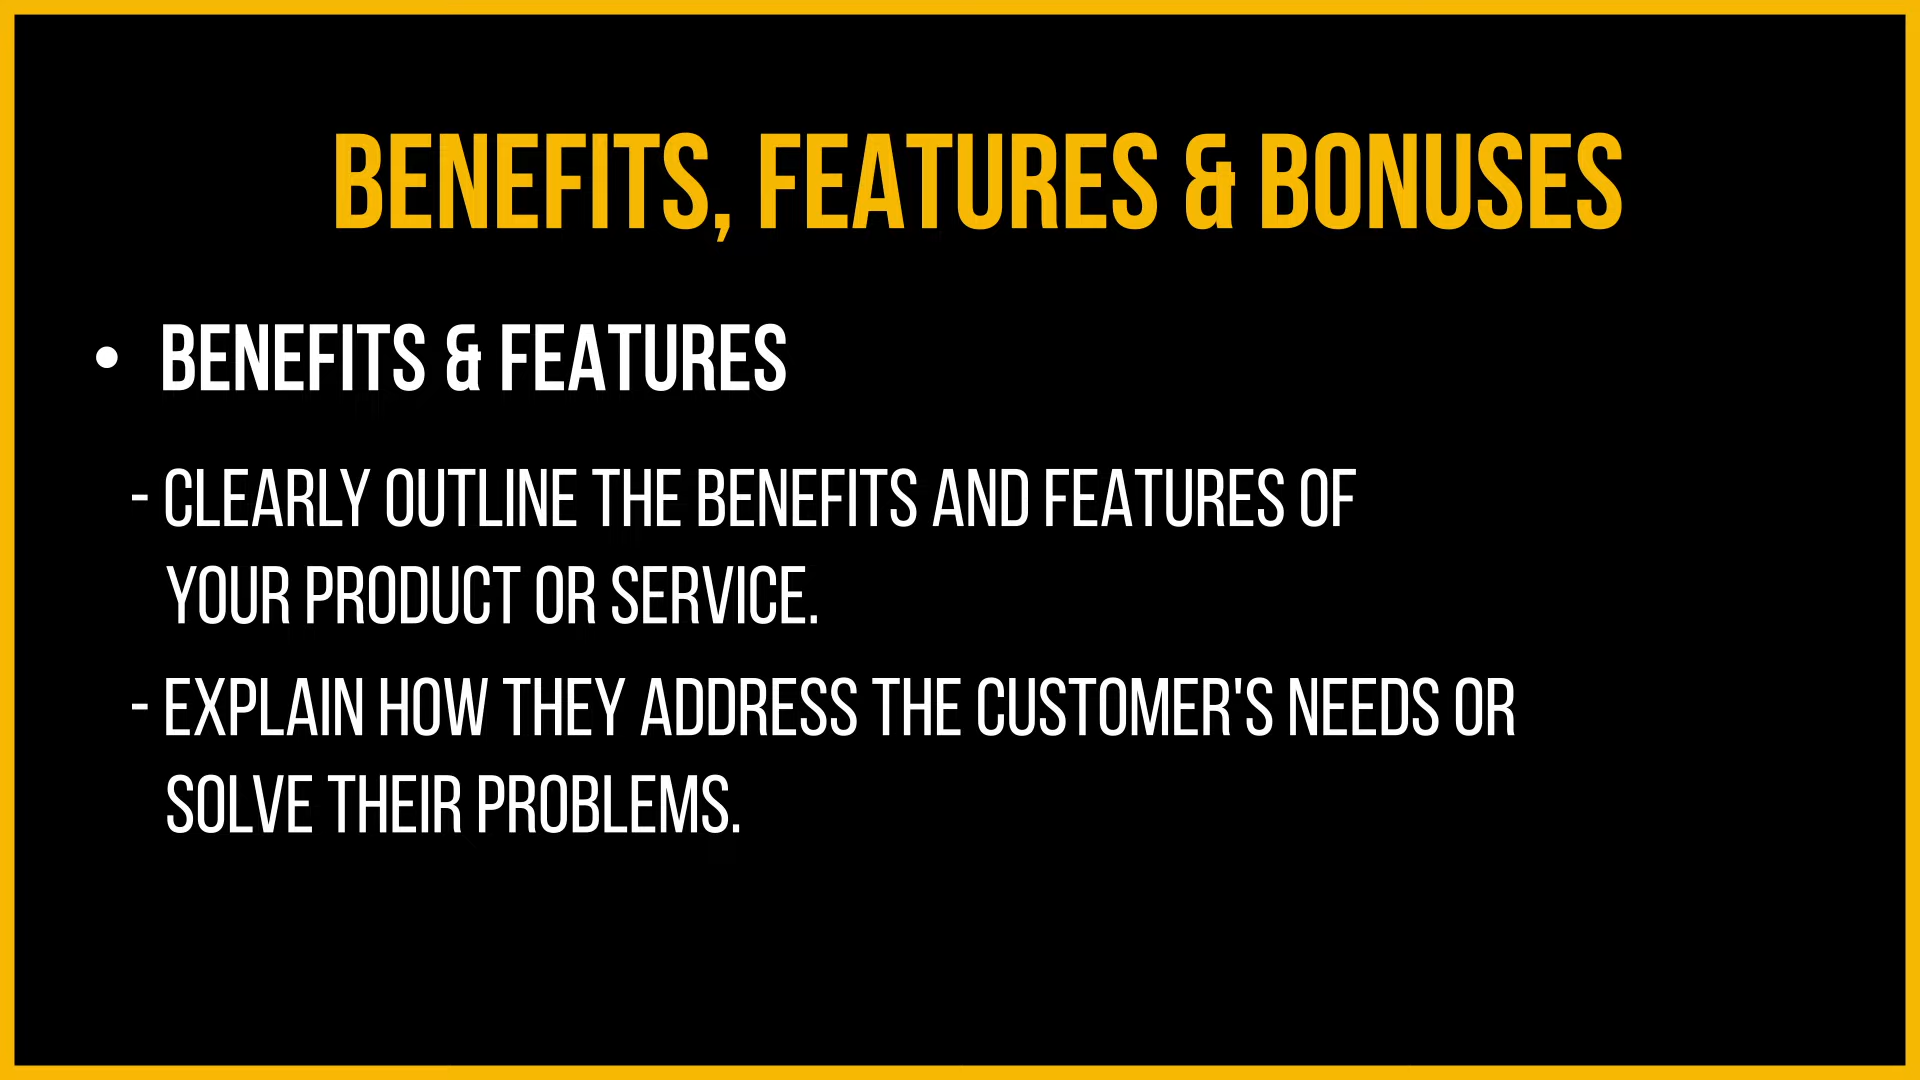 BENEFITS, FEATURES & BONUSES
• BENEFITS & FEATURES
- CLEARLY OUTLINE THE BENEFITS AND FEATURES OF
YOUR PRODUCT OR SERVICE.
- EXPLAIN HOW THEY ADDRESS THE CUSTOMER'S NEEDS OR
SOLVE THEIR PROBLEMS.